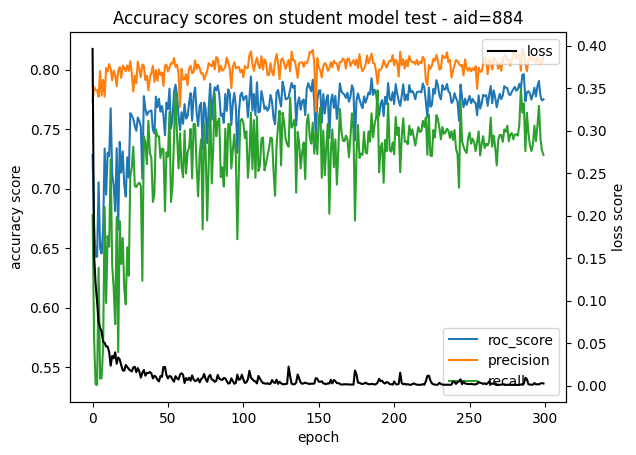 Accuracy scores on student model test - aid=884
loss
0.80
0.75
0.70
0.65
0.60
0.55
accuracy score
0.40
0.35
0.30
0.25
0.20
0.15
0.10
0.05
0.00
loss score
roc_score
precision
recall
0 50 100 150 200 250 300
epoch